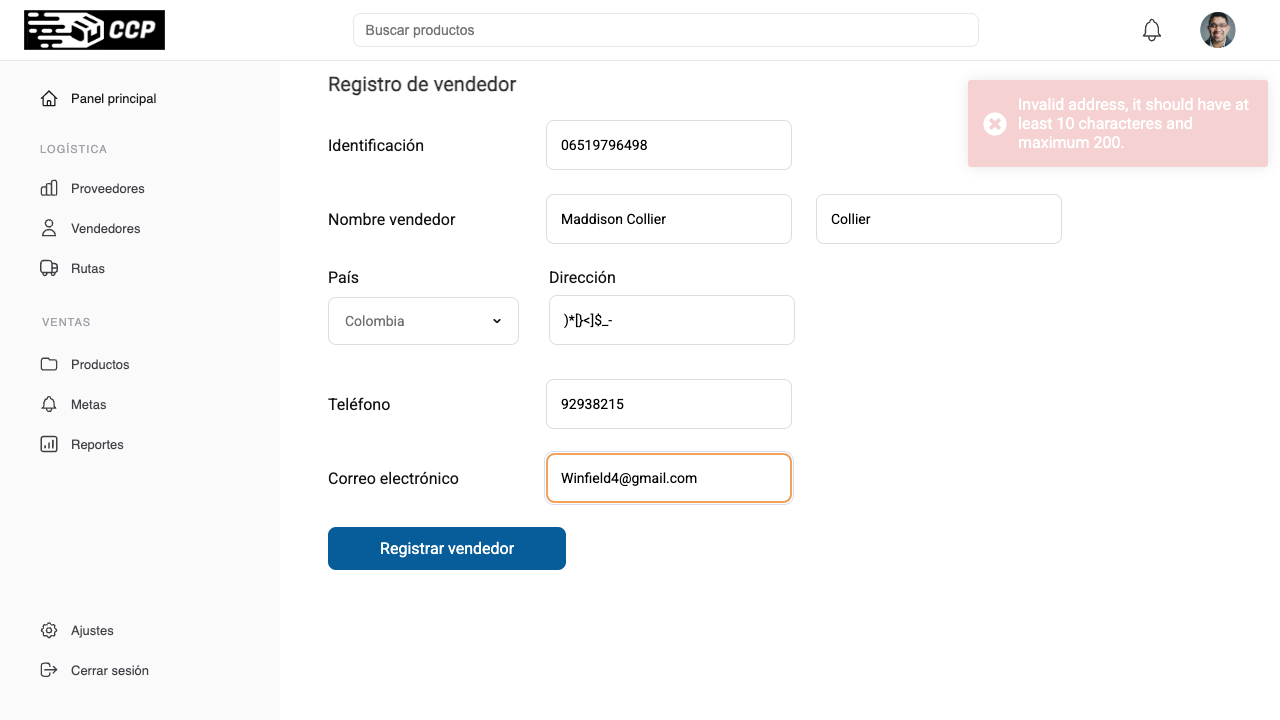 CCP
Buscar productos
Panel principal
LOGÍSTICA
Proveedores
Vendedores
Rutas
VENTAS
Productos
Metas
Reportes
Ajustes
Cerrar sesión
Registro de vendedor
Identificación
06519796498
Nombre vendedor
Maddison Collier
Collier
País
Dirección
Colombia
)*[}<]$_-
Teléfono
92938215
Correo electrónico
Winfield4@gmail.com
Registrar vendedor
Invalid address, it should have at
least 10 characteres and
maximum 200.